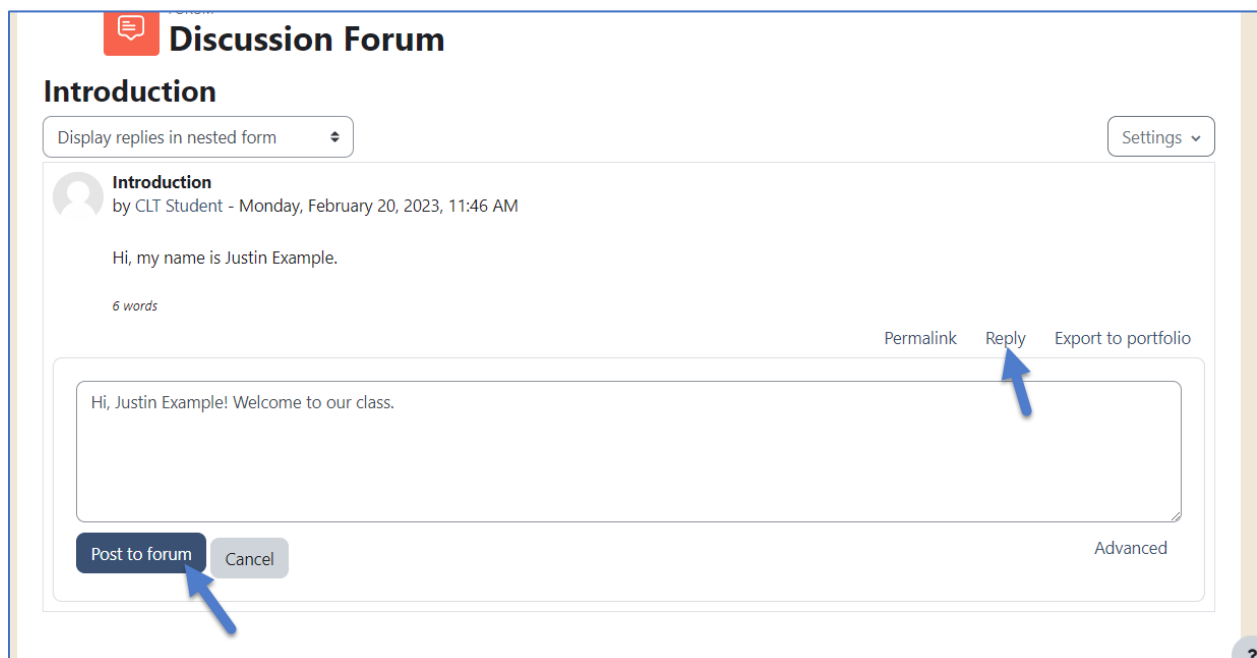 Discussion Forum
Introduction
Display replies in nested form
Settings
Introduction
by CLT Student - Monday, February 20, 2023, 11:46 AM
Hi, my name is Justin Example.
6 words
Permalink Reply Export to portfolio
Hi, Justin Example! Welcome to our class.
Post to forum Cancel Advanced